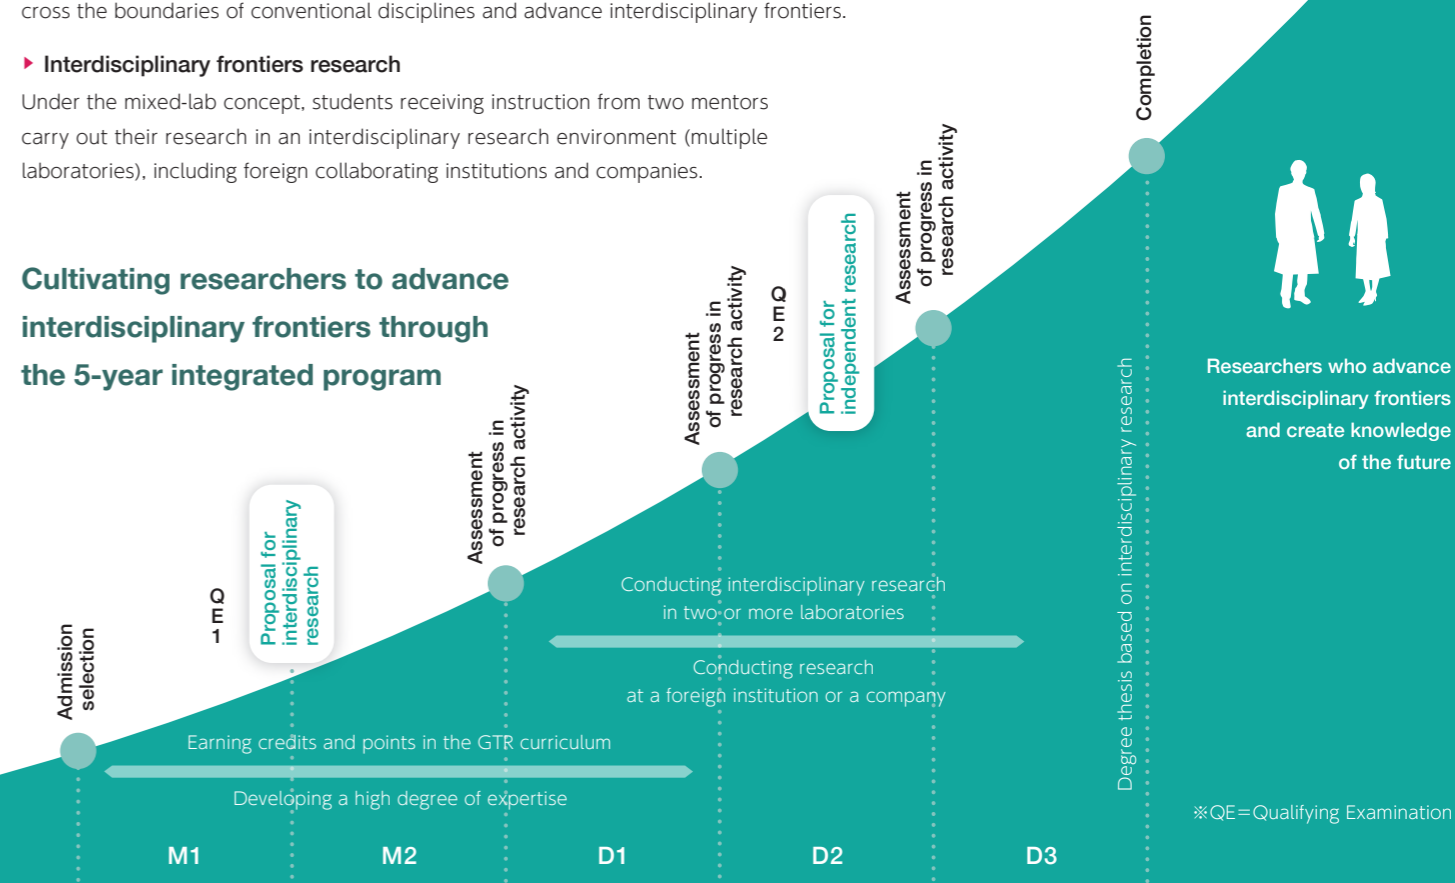 cross the boundaries of conventional disciplines and advance interdisciplinary frontiers.
Interdisciplinary frontiers research
Under the mixed-lab concept, students receiving instruction from two mentors
carry out their research in an interdisciplinary research environment (multiple
laboratories), including foreign collaborating institutions and companies.
Cultivating researchers to advance
interdisciplinary frontiers through
the 5-year integrated program
Admission
selection
QE1
Proposal for
interdisciplinary
research
Assessment
of progress in
research activity
Assessment
of progress in
research activity
QE2
Proposal for
independent research
Assessment
of progress in
research activity
Completion
Researchers who advance
interdisciplinary frontiers
and create knowledge
of the future
Conducting interdisciplinary research
in two or more laboratories
Conducting research
at a foreign institution or a company
Earning credits and points in the GTR curriculum
Developing a high degree of expertise
Degree thesis based on interdisciplinary research
※QE=Qualifying Examination
M1
M2
D1
D2
D3